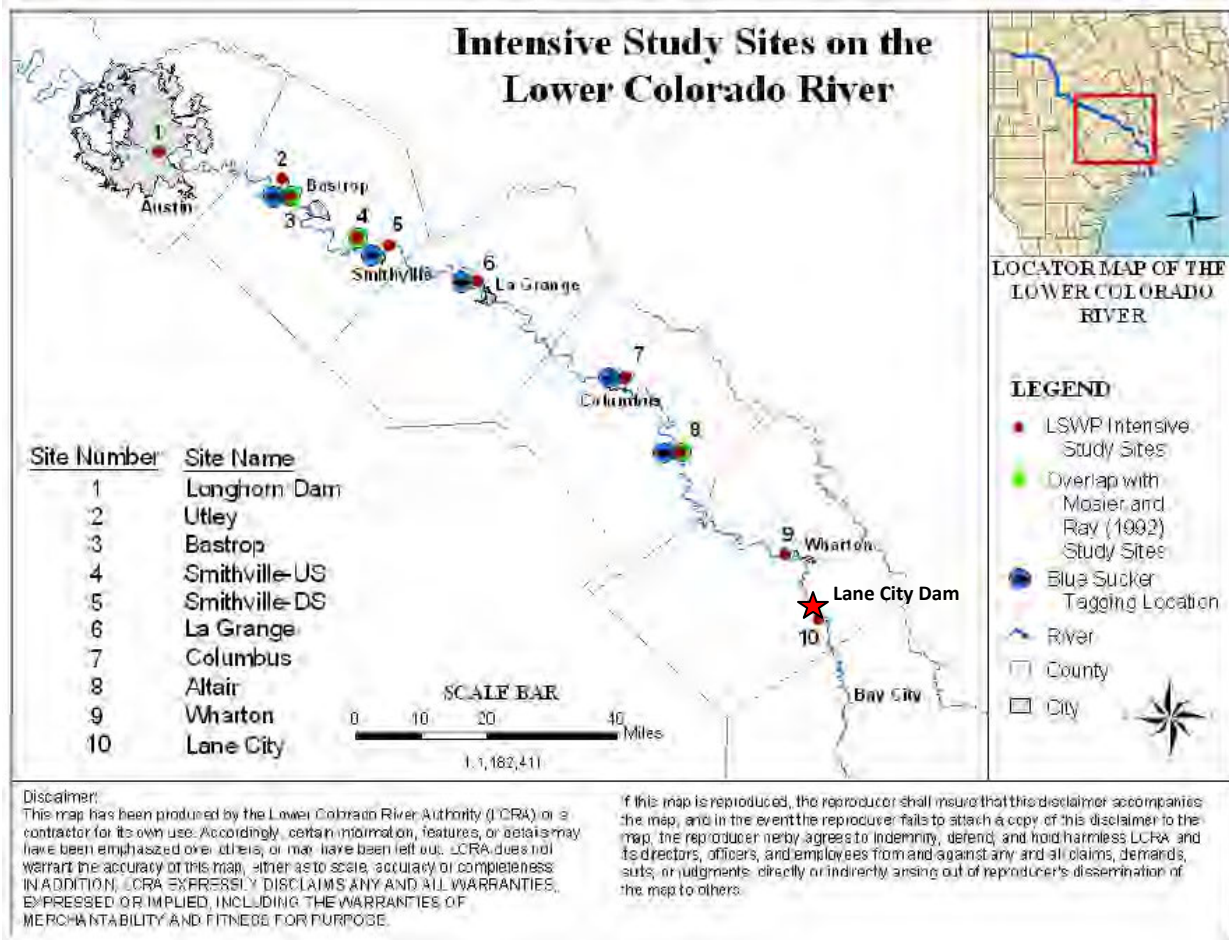 Intensive Study Sites on the
Lower Colorado River
1
Austin
2
Bastrop
3
4
5
Smithville
6
La Grange
7
Columbus
8
9
Wharton
Lane City Dam
10
Bay City
Site Number Site Name
1 Longhorn Dam
2 Utley
3 Bastrop
4 Smithville-US
5 Smithville-DS
6 La Grange
7 Columbus
8 Altair
9 Wharton
10 Lane City
SCALE BAR
0 10 20 40
Miles
1:1,182,411
LOCATOR MAP OF THE
LOWER COLORADO
RIVER
LEGEND
LSWP Intensive
Study Sites
Overlap with
Mosier and
Ray (1992)
Study Sites
Blue Sucker
Tagging Location
River
County
City
Disclaimer:
This map has been produced by the Lower Colorado River Authority (LCRA) or a
contractor for its own use. Accordingly, certain information, features, or details may
have been emphasized over others, or may have been left out. LCRA does not
warrant the accuracy of this map, either as to scale, accuracy or completeness.
IN ADDITION, LCRA EXPRESSLY DISCLAIMS ANY AND ALL WARRANTIES,
EXPRESSED OR IMPLIED, INCLUDING THE WARRANTIES OF
MERCHANTABILITY AND FITNESS FOR PURPOSE.
If this map is reproduced, the reproducer shall insure that this disclaimer accompanies
the map, and in the event the reproducer fails to attach a copy of this disclaimer to the
map, the reproducer herby agrees to indemnify, defend, and hold harmless LCRA and
its directors, officers, and employees from and against any and all claims, demands,
suits, or judgments directly or indirectly arising out of reproducer's dissemination of
the map to others.